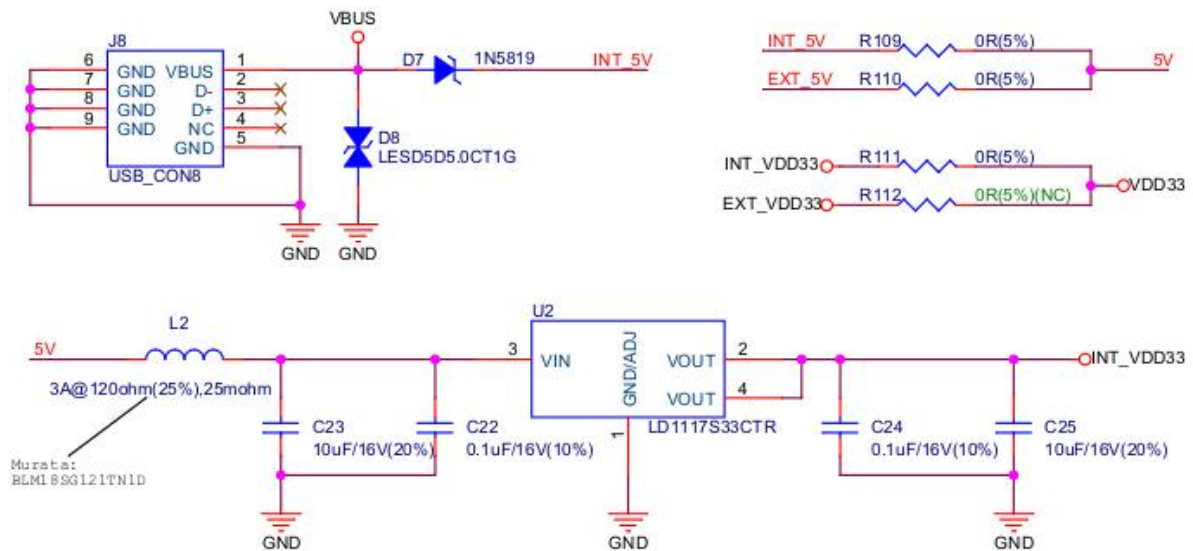 VBUS
J8
D7
1N5819
INT_5V
6 GND VBUS 1
7 GND D- 2
8 GND D+ 3
9 GND NC 4
GND 5
USB_CON8
D8
LESD5D5.0CT1G
GND
GND
INT_5V R109 0R(5%)
5V
EXT_5V R110 0R(5%)
INT_VDD33 R111 0R(5%)
VDD33
EXT_VDD33 R112 0R(5%)(NC)
U2
L2
5V
3A@120ohm(25%),25mohm
Murata:
BLM18SG121TN1D
3 VIN GND/ADJ VOUT 2
VOUT 4
1
LD1117S33CTR
INT_VDD33
C23
10uF/16V(20%)
C22
0.1uF/16V(10%)
C24
0.1uF/16V(10%)
C25
10uF/16V(20%)
GND
GND
GND